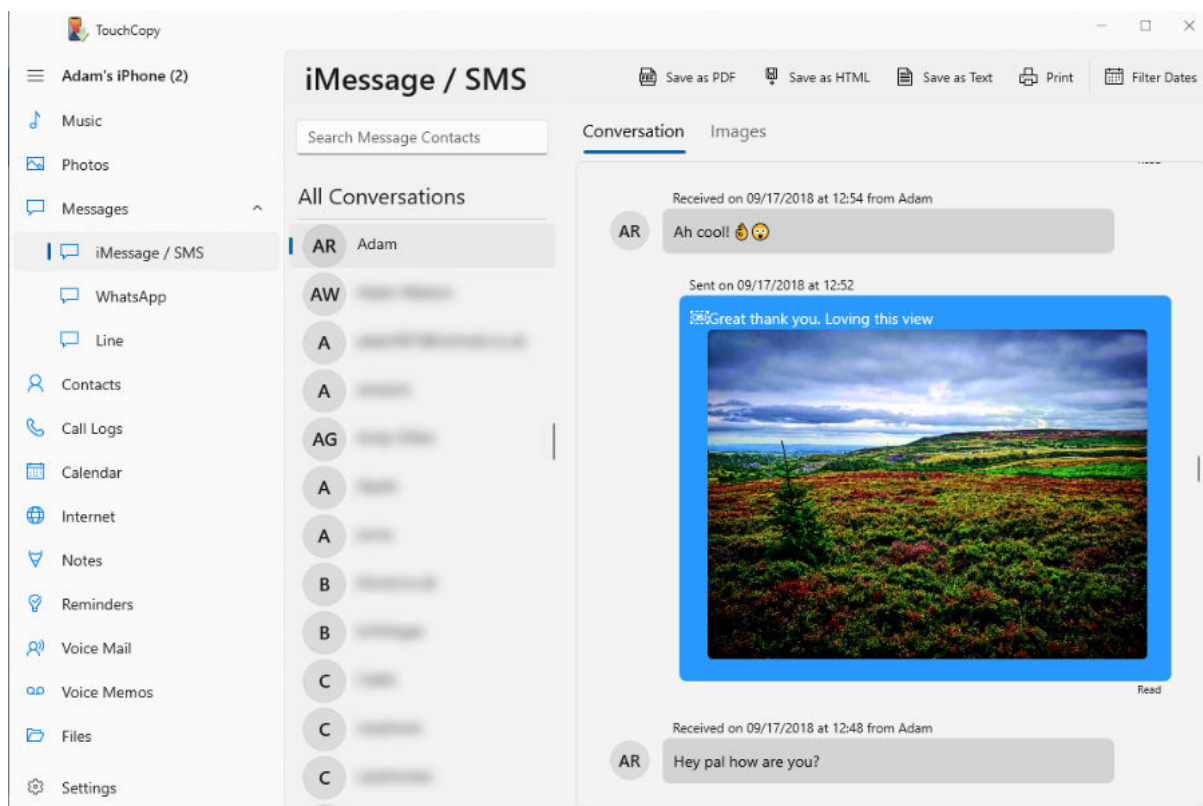 TouchCopy
Adam's iPhone (2)
Music
Photos
Messages
iMessage / SMS
WhatsApp
Line
Contacts
Call Logs
Calendar
Internet
Notes
Reminders
Voice Mail
Voice Memos
Files
Settings
iMessage / SMS
Save as PDF
Save as HTML
Save as Text
Print
Filter Dates
Search Message Contacts
All Conversations
AR Adam
AW
A
A
AG
A
A
B
B
C
C
C
Conversation Images
Received on 09/17/2018 at 12:54 from Adam
AR Ah cool! 👌😲
Sent on 09/17/2018 at 12:52
Great thank you. Loving this view
Read
Received on 09/17/2018 at 12:48 from Adam
AR Hey pal how are you?